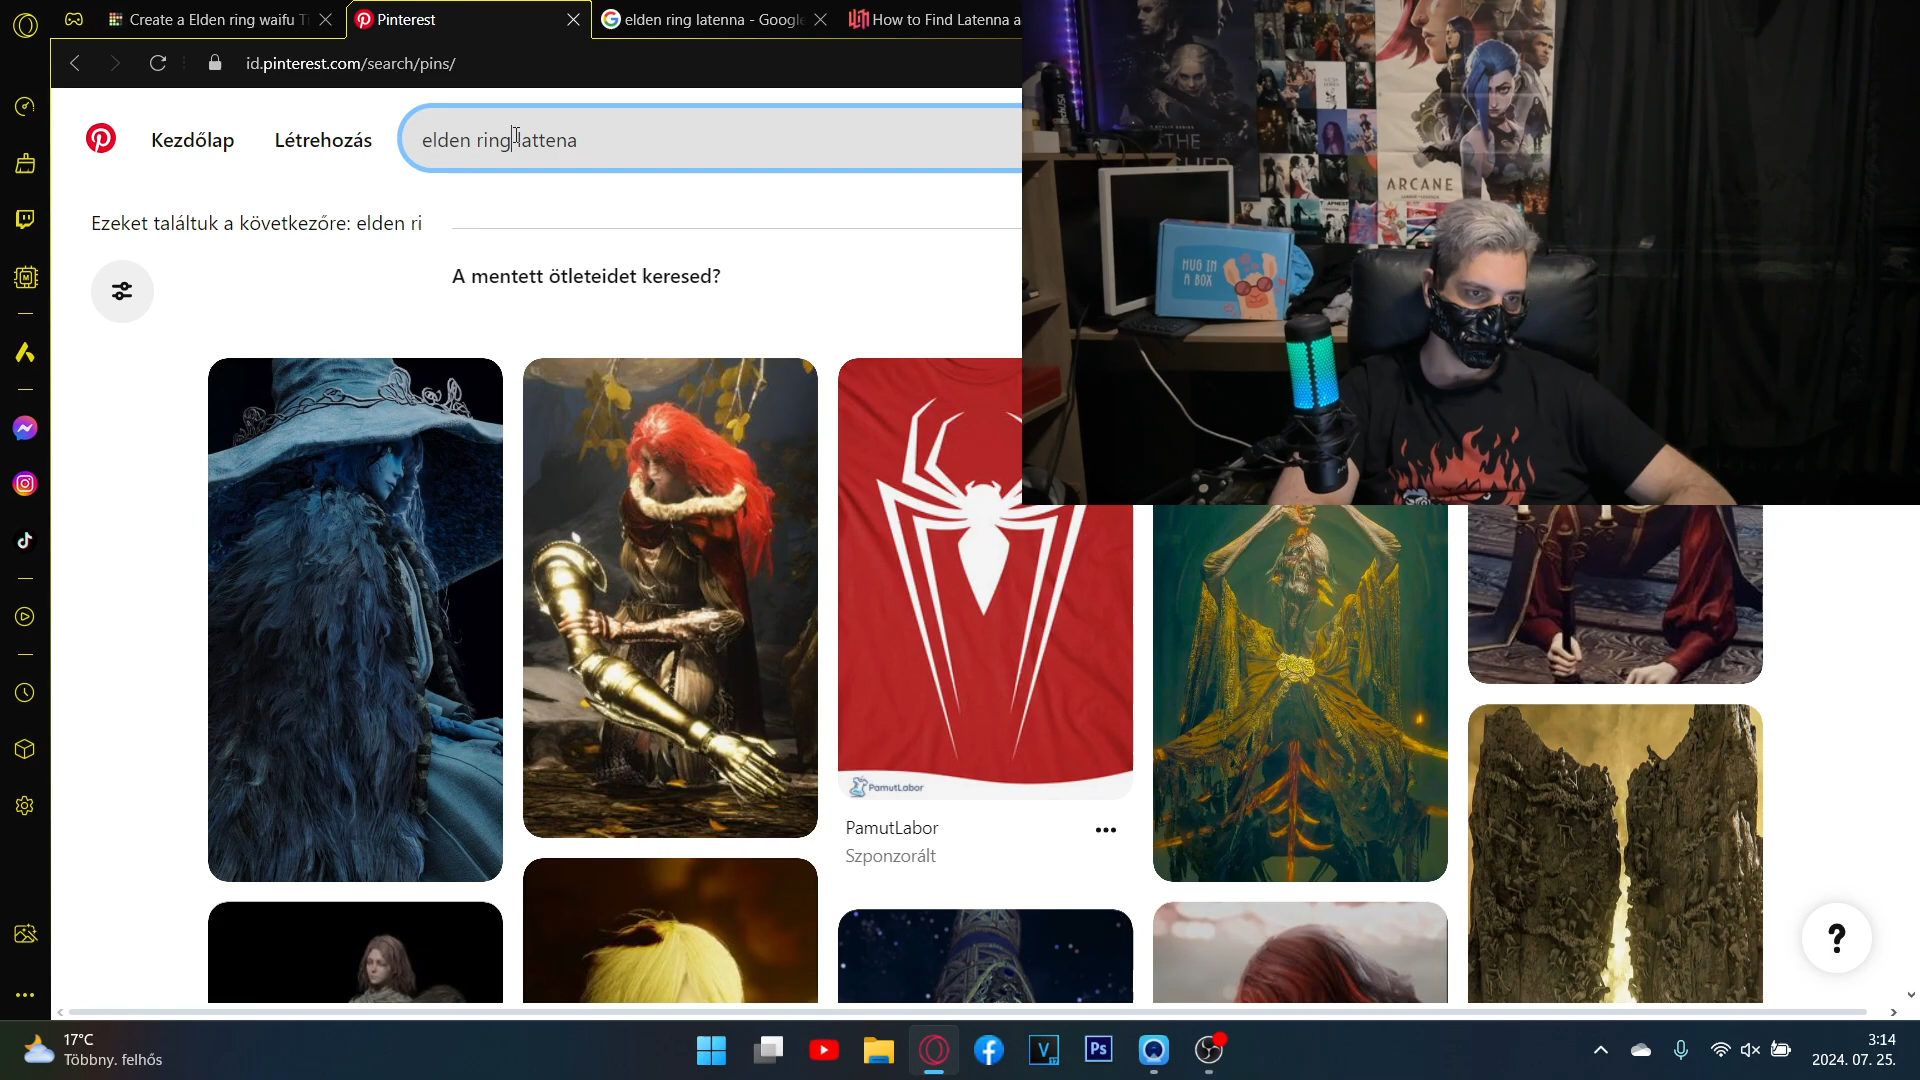 Create a Elden ring waifu Ti
Pinterest
elden ring latenna - Google
How to Find Latenna a
id.pinterest.com/search/pins/
Kezdőlap
Létrehozás
elden ring lattena
Ezeket találtuk a következőre: elden ri
A mentett ötleteidet keresed?
THE
ARCANE
HUG IN
A BOX
PamutLabor
PamutLabor
Szponzorált
?
17°C
Többny. felhős
V
Ps
3:14
2024. 07. 25.